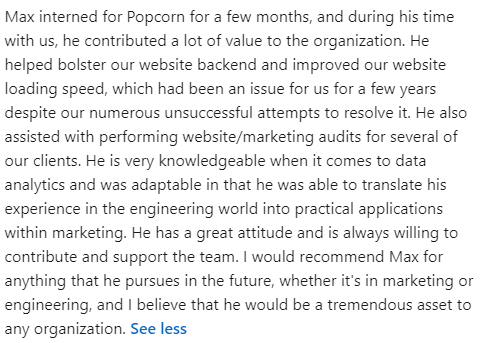 Max interned for Popcorn for a few months, and during his time
with us, he contributed a lot of value to the organization. He
helped bolster our website backend and improved our website
loading speed, which had been an issue for us for a few years
despite our numerous unsuccessful attempts to resolve it. He also
assisted with performing website/marketing audits for several of
our clients. He is very knowledgeable when it comes to data
analytics and was adaptable in that he was able to translate his
experience in the engineering world into practical applications
within marketing. He has a great attitude and is always willing to
contribute and support the team. I would recommend Max for
anything that he pursues in the future, whether it's in marketing or
engineering, and I believe that he would be a tremendous asset to
any organization. See less